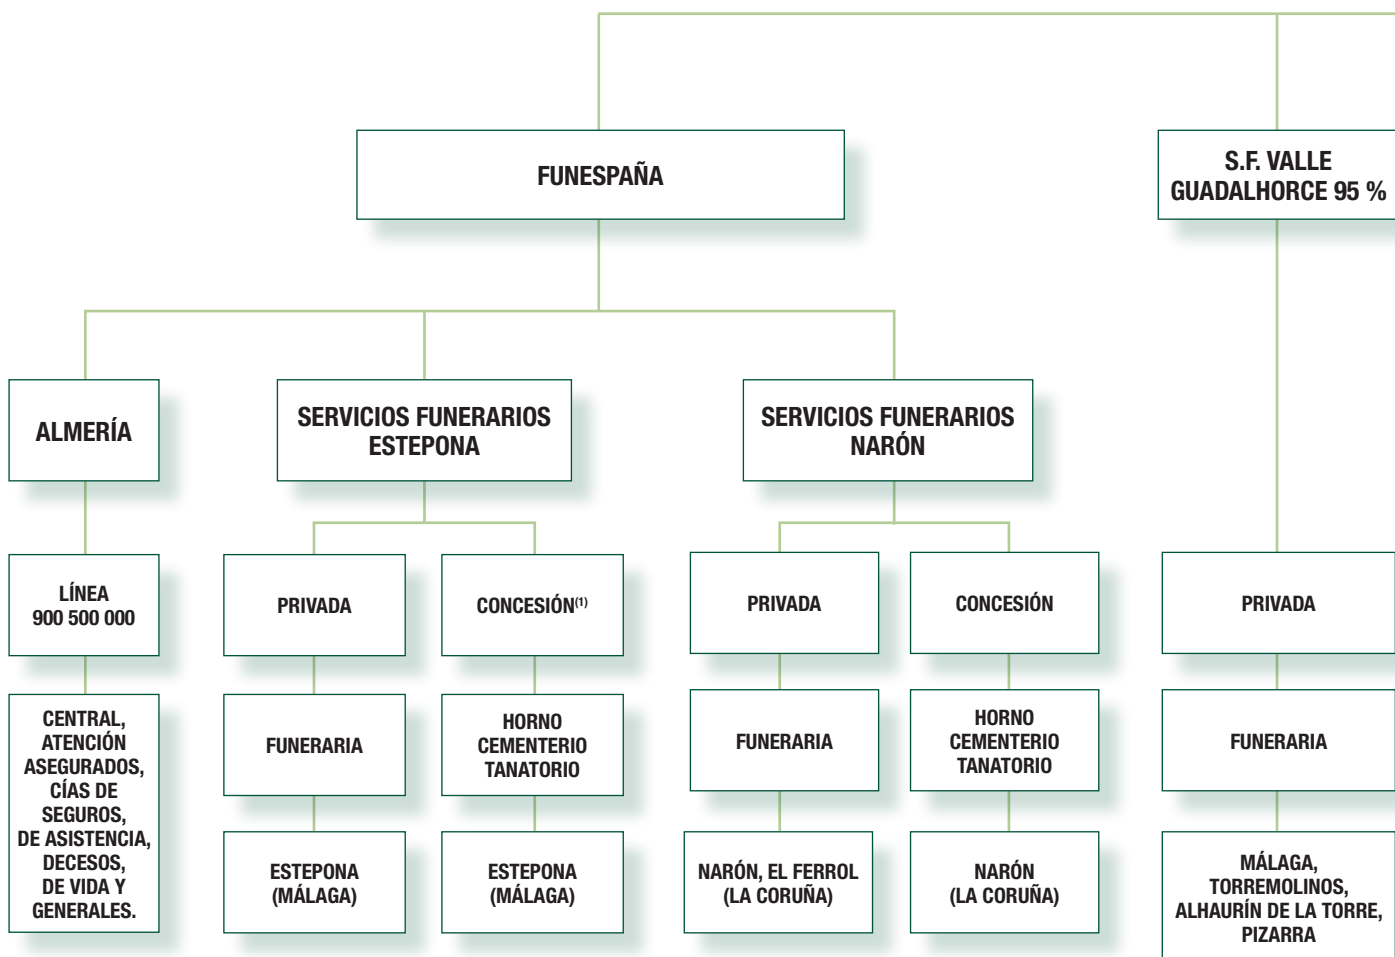 FUNESPAÑA
S.F. VALLE
GUADALHORCE 95 %
ALMERÍA
SERVICIOS FUNERARIOS
ESTEPONA
SERVICIOS FUNERARIOS
NARÓN
LÍNEA
900 500 000
PRIVADA
CONCESIÓN(1)
PRIVADA
CONCESIÓN
PRIVADA
CENTRAL,
ATENCIÓN
ASEGURADOS,
CÍAS DE
SEGUROS,
DE ASISTENCIA,
DECESOS,
DE VIDA Y
GENERALES.
FUNERARIA
HORNO
CEMENTERIO
TANATORIO
FUNERARIA
HORNO
CEMENTERIO
TANATORIO
FUNERARIA
ESTEPONA
(MÁLAGA)
ESTEPONA
(MÁLAGA)
NARÓN, EL FERROL
(LA CORUÑA)
NARÓN
(LA CORUÑA)
MÁLAGA,
TORREMOLINOS,
ALHAURÍN DE LA TORRE,
PIZARRA